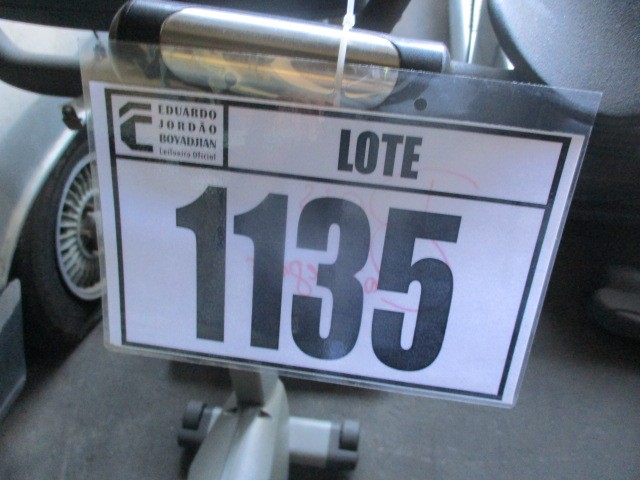 EDUARDO
JORDÃO
BOYADJIAN
Leiloeiro Oficial
LOTE
1135